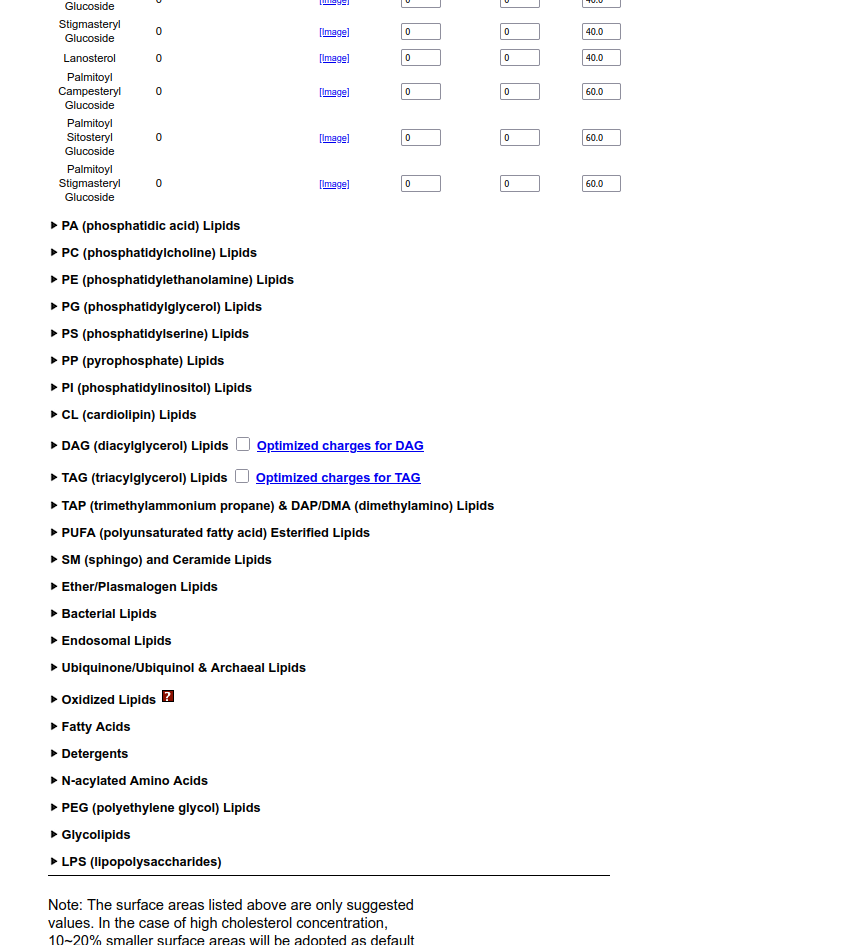 Glucoside 0 [Image] 0 0 40.0
Stigmasteryl
Glucoside 0 [Image] 0 0 40.0
Lanosterol 0 [Image] 0 0 40.0
Palmitoyl
Campesteryl 0 [Image] 0 0 60.0
Glucoside
Palmitoyl
Sitosteryl 0 [Image] 0 0 60.0
Glucoside
Palmitoyl
Stigmasteryl 0 [Image] 0 0 60.0
Glucoside
PA (phosphatidic acid) Lipids
PC (phosphatidylcholine) Lipids
PE (phosphatidylethanolamine) Lipids
PG (phosphatidylglycerol) Lipids
PS (phosphatidylserine) Lipids
PP (pyrophosphate) Lipids
PI (phosphatidylinositol) Lipids
CL (cardiolipin) Lipids
DAG (diacylglycerol) Lipids Optimized charges for DAG
TAG (triacylglycerol) Lipids Optimized charges for TAG
TAP (trimethylammonium propane) & DAP/DMA (dimethylamino) Lipids
PUFA (polyunsaturated fatty acid) Esterified Lipids
SM (sphingo) and Ceramide Lipids
Ether/Plasmalogen Lipids
Bacterial Lipids
Endosomal Lipids
Ubiquinone/Ubiquinol & Archaeal Lipids
Oxidized Lipids ?
Fatty Acids
Detergents
N-acylated Amino Acids
PEG (polyethylene glycol) Lipids
Glycolipids
LPS (lipopolysaccharides)
Note: The surface areas listed above are only suggested
values. In the case of high cholesterol concentration,
10~20% smaller surface areas will be adopted as default